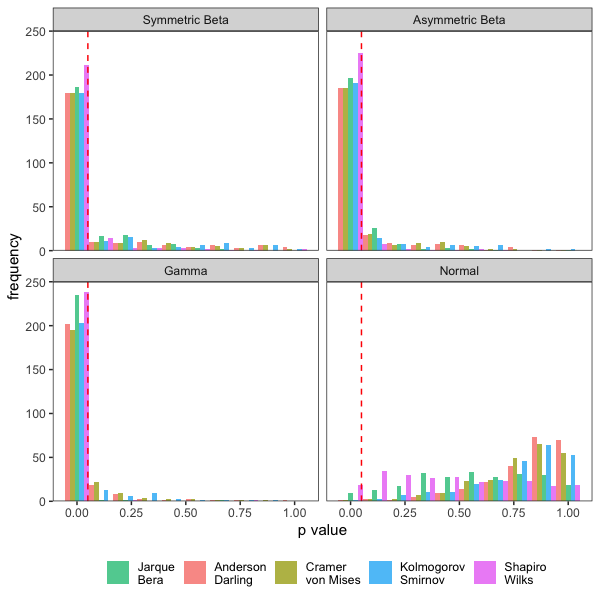 Symmetric Beta
Asymmetric Beta
250
200
150
100
50
0
Gamma
Normal
250
200
150
100
50
0
frequency
0.00 0.25 0.50 0.75 1.00
0.00 0.25 0.50 0.75 1.00
p value
Jarque
Bera
Anderson
Darling
Cramer
von Mises
Kolmogorov
Smirnov
Shapiro
Wilks